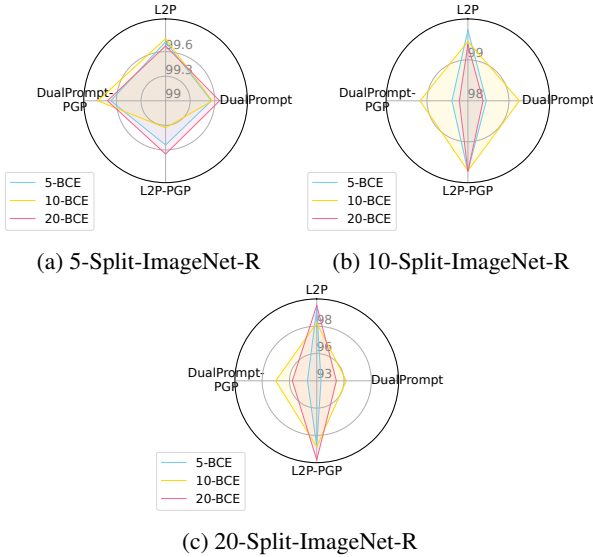 L2P
99.6
99.3
99
DualPrompt-
PGP
DualPrompt
L2P-PGP
5-BCE
10-BCE
20-BCE
(a) 5-Split-ImageNet-R
L2P
99
98
DualPrompt-
PGP
DualPrompt
L2P-PGP
5-BCE
10-BCE
20-BCE
(b) 10-Split-ImageNet-R
L2P
98
96
93
DualPrompt-
PGP
DualPrompt
L2P-PGP
5-BCE
10-BCE
20-BCE
(c) 20-Split-ImageNet-R